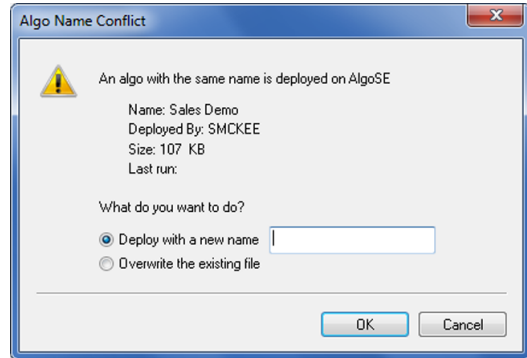 Algo Name Conflict
An algo with the same name is deployed on AlgoSE
Name: Sales Demo
Deployed By: SMCKEE
Size: 107 KB
Last run:
What do you want to do?
Deploy with a new name
Overwrite the existing file
OK Cancel